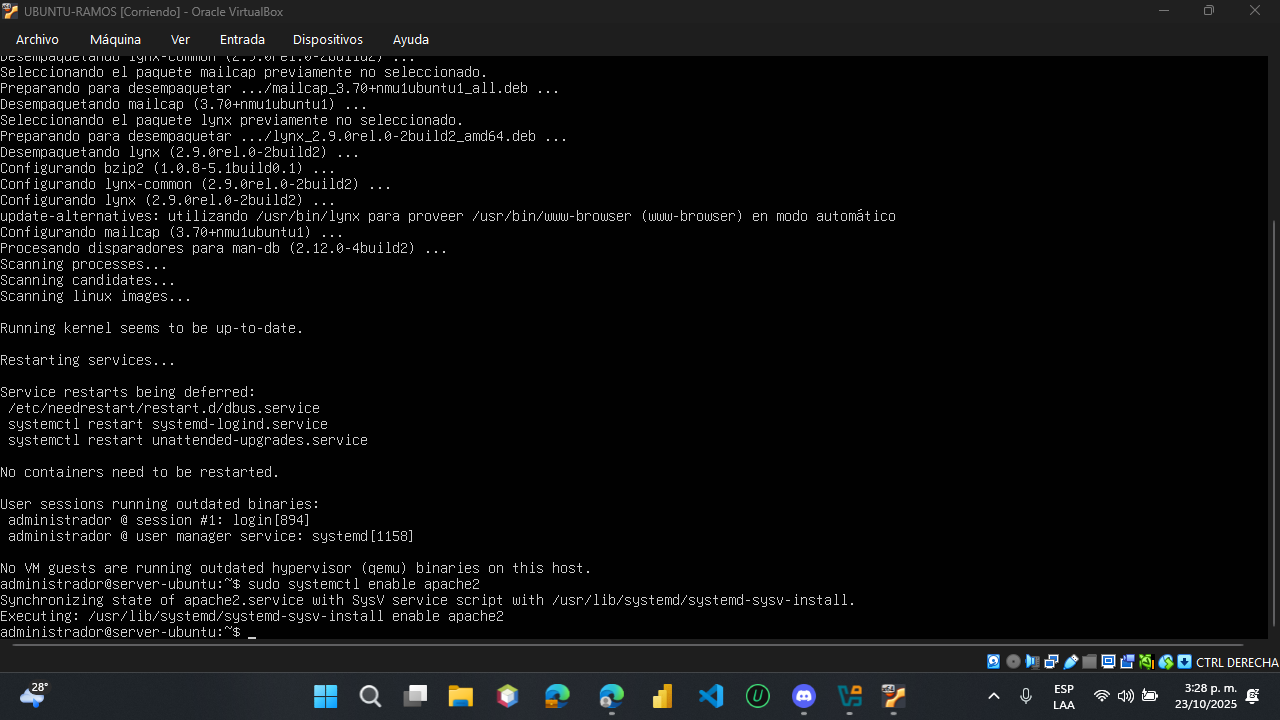 UBUNTU-RAMOS [Corriendo] - Oracle VirtualBox
Archivo Máquina Ver Entrada Dispositivos Ayuda
Desempaquetando lynx-common (2.9.0rel.0-2build2) ...
Seleccionando el paquete mailcap previamente no seleccionado.
Preparando para desempaquetar .../mailcap_3.70+nmu1ubuntu1_all.deb ...
Desempaquetando mailcap (3.70+nmu1ubuntu1) ...
Seleccionando el paquete lynx previamente no seleccionado.
Preparando para desempaquetar .../lynx_2.9.0rel.0-2build2_amd64.deb ...
Desempaquetando lynx (2.9.0rel.0-2build2) ...
Configurando bzip2 (1.0.8-5.1build0.1) ...
Configurando lynx-common (2.9.0rel.0-2build2) ...
Configurando lynx (2.9.0rel.0-2build2) ...
update-alternatives: utilizando /usr/bin/lynx para proveer /usr/bin/www-browser (www-browser) en modo automático
Configurando mailcap (3.70+nmu1ubuntu1) ...
Procesando disparadores para man-db (2.12.0-4build2) ...
Scanning processes...
Scanning candidates...
Scanning linux images...
Running kernel seems to be up-to-date.
Restarting services...
Service restarts being deferred:
/etc/needrestart/restart.d/dbus.service
systemctl restart systemd-logind.service
systemctl restart unattended-upgrades.service
No containers need to be restarted.
User sessions running outdated binaries:
administrador @ session #1: login[894]
administrador @ user manager service: systemd[1158]
No VM guests are running outdated hypervisor (qemu) binaries on this host.
administrador@server-ubuntu:~$ sudo systemctl enable apache2
Synchronizing state of apache2.service with SysV service script with /usr/lib/systemd/systemd-sysv-install.
Executing: /usr/lib/systemd/systemd-sysv-install enable apache2
administrador@server-ubuntu:~$ _
CTRL DERECHA
28°
ESP
LAA
3:28 p. m.
23/10/2025